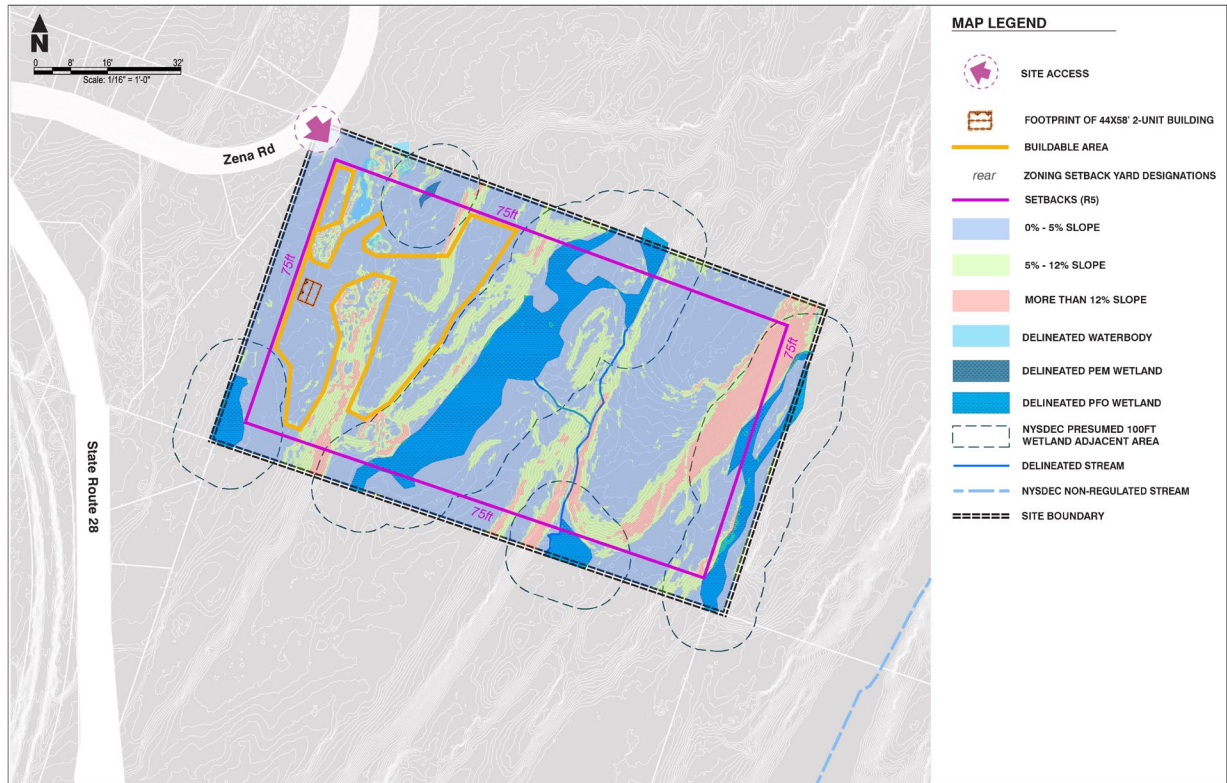 N
0 8' 16' 32'
Scale: 1/16" = 1'-0"
Zena Rd
State Route 28
75ft
75ft
75ft
75ft
MAP LEGEND
SITE ACCESS
FOOTPRINT OF 44X58' 2-UNIT BUILDING
BUILDABLE AREA
rear ZONING SETBACK YARD DESIGNATIONS
SETBACKS (R5)
0% - 5% SLOPE
5% - 12% SLOPE
MORE THAN 12% SLOPE
DELINEATED WATERBODY
DELINEATED PEM WETLAND
DELINEATED PFO WETLAND
NYSDEC PRESUMED 100FT
WETLAND ADJACENT AREA
DELINEATED STREAM
NYSDEC NON-REGULATED STREAM
SITE BOUNDARY